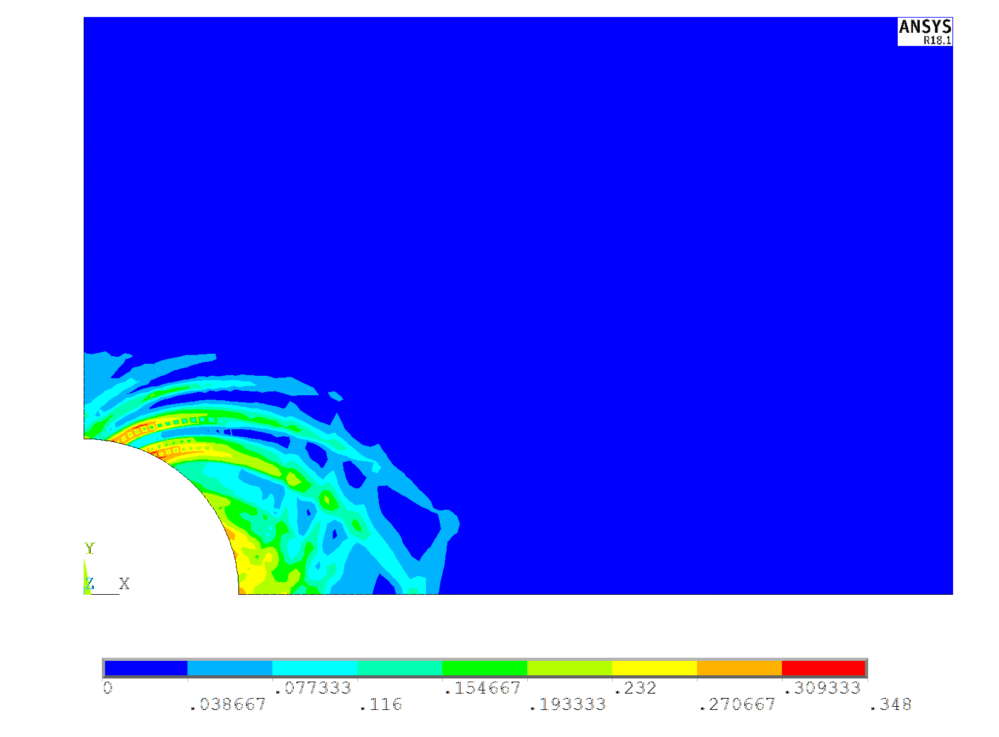 ANSYS
R18.1
Y
Z X
0 .077333 .154667 .232 .309333
.038667 .116 .193333 .270667 .348